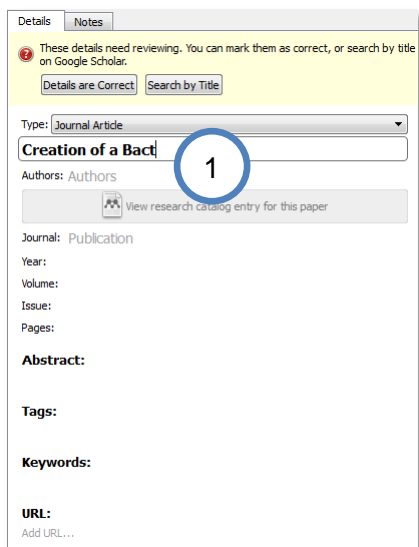 Details Notes
These details need reviewing. You can mark them as correct, or search by title
on Google Scholar.
Details are Correct Search by Title
Type: Journal Article
Creation of a Bact
1
Authors: Authors
View research catalog entry for this paper
Journal: Publication
Year:
Volume:
Issue:
Pages:
Abstract:
Tags:
Keywords:
URL:
Add URL...